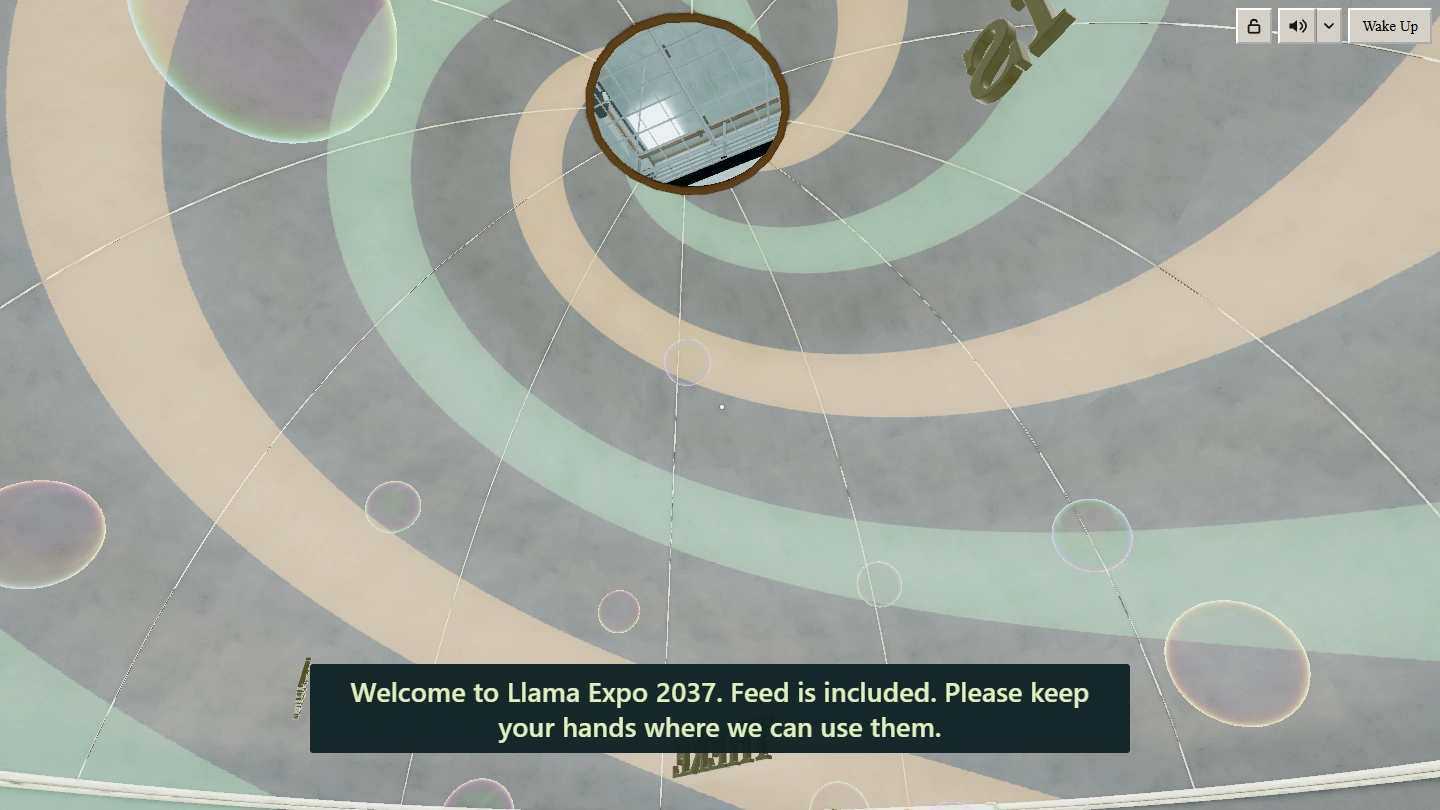 Wake Up
Welcome to Llama Expo 2037. Feed is included. Please keep
your hands where we can use them.